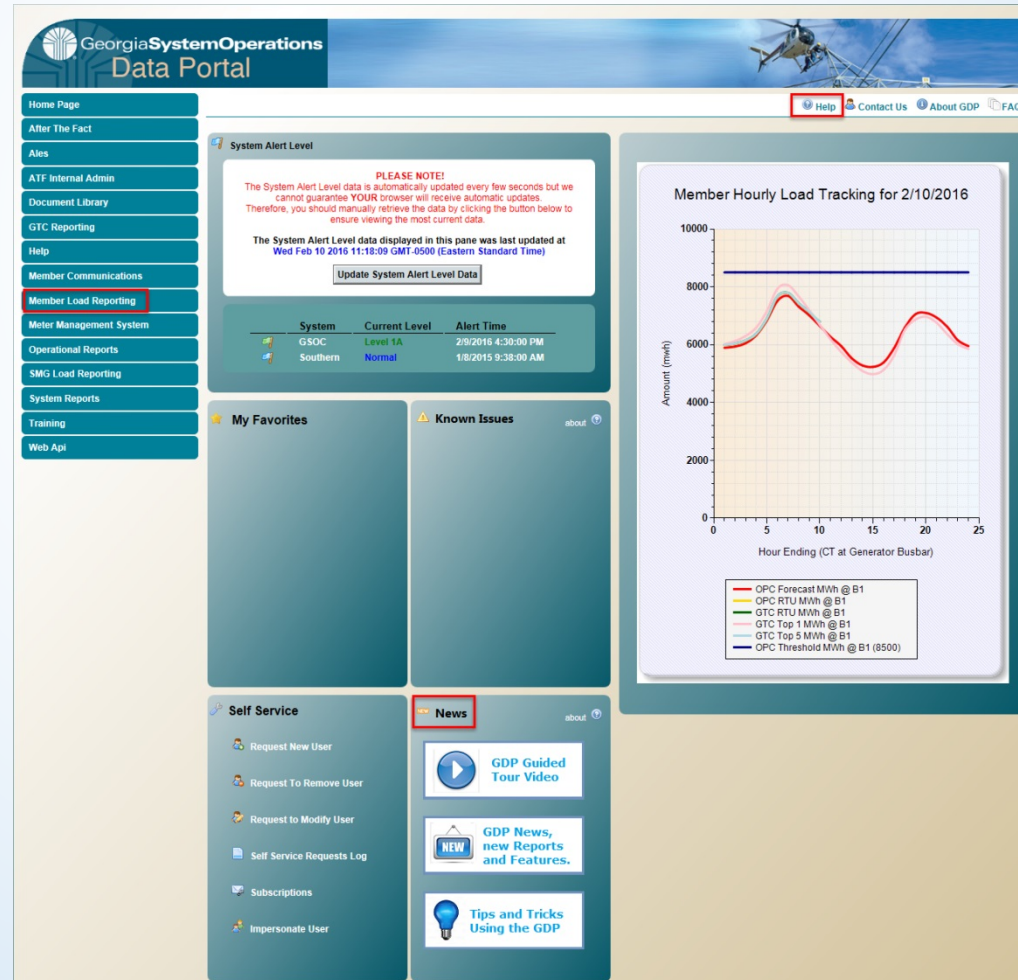 GeorgiaSystemOperations
Data Portal
Help
Contact Us
About GDP
FAQ
Home Page
After The Fact
Ales
ATF Internal Admin
Document Library
GTC Reporting
Help
Member Communications
Member Load Reporting
Meter Management System
Operational Reports
SMG Load Reporting
System Reports
Training
Web Api
System Alert Level
PLEASE NOTE!
The System Alert Level data is automatically updated every few seconds but we
cannot guarantee YOUR browser will receive automatic updates.
Therefore, you should manually retrieve the data by clicking the button below to
ensure viewing the most current data.
The System Alert Level data displayed in this pane was last updated at
Wed Feb 10 2016 11:18:09 GMT-0500 (Eastern Standard Time)
Update System Alert Level Data
System Current Level Alert Time
GSOC Level 1A 2/9/2016 4:30:00 PM
Southern Normal 1/8/2015 9:38:00 AM
My Favorites
Known Issues
about
Self Service
Request New User
Request To Remove User
Request to Modify User
Self Service Requests Log
Subscriptions
Impersonate User
NEW
News
about
GDP Guided
Tour Video
NEW
GDP News,
new Reports
and Features.
Tips and Tricks
Using the GDP
Member Hourly Load Tracking for 2/10/2016
Amount (mwh)
10000
8000
6000
4000
2000
0
0 5 10 15 20 25
Hour Ending (CT at Generator Busbar)
OPC Forecast MWh @ B1
OPC RTU MWh @ B1
GTC RTU MWh @ B1
GTC Top 1 MWh @ B1
GTC Top 5 MWh @ B1
OPC Threshold MWh @ B1 (8500)